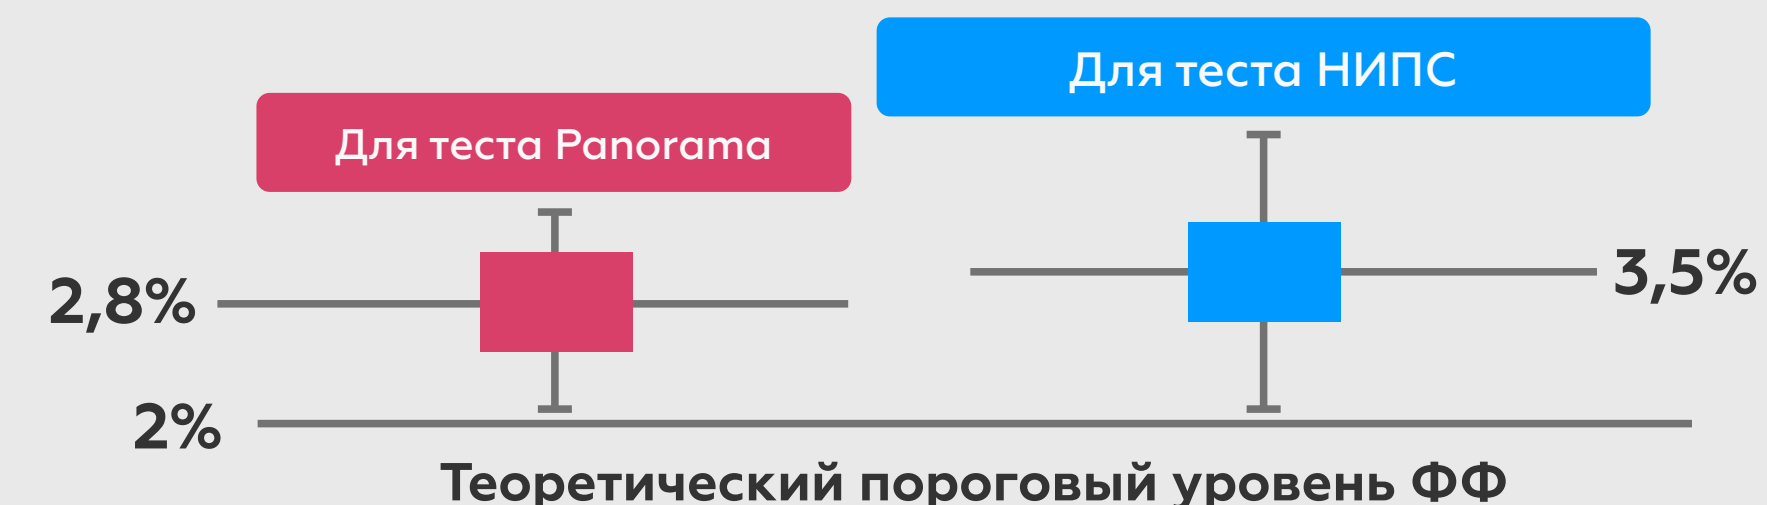 Для теста НИПС
Для теста Panorama
2,8%
3,5%
2%
Теоретический пороговый уровень ФФ